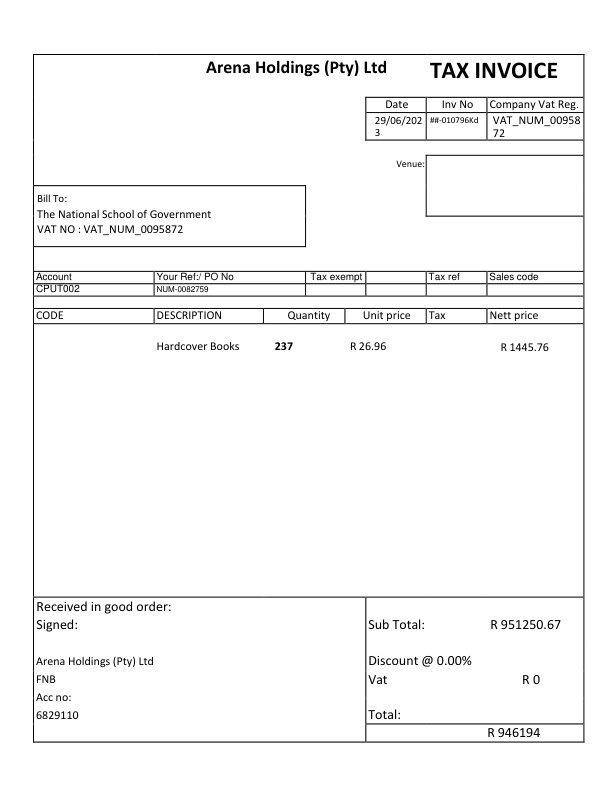 Arena Holdings (Pty) Ltd TAX INVOICE
Date Inv No Company Vat Reg.
29/06/202 ##-010796Kd VAT_NUM_00958
3 72
Venue:
Bill To:
The National School of Government
VAT NO : VAT_NUM_0095872
Account Your Ref:/ PO No Tax exempt Tax ref Sales code
CPUT002 NUM-0082759
CODE DESCRIPTION Quantity Unit price Tax Nett price
Hardcover Books 237 R 26.96 R 1445.76
Received in good order:
Signed: Sub Total: R 951250.67
Arena Holdings (Pty) Ltd Discount @ 0.00%
FNB Vat R 0
Acc no:
6829110 Total:
R 946194